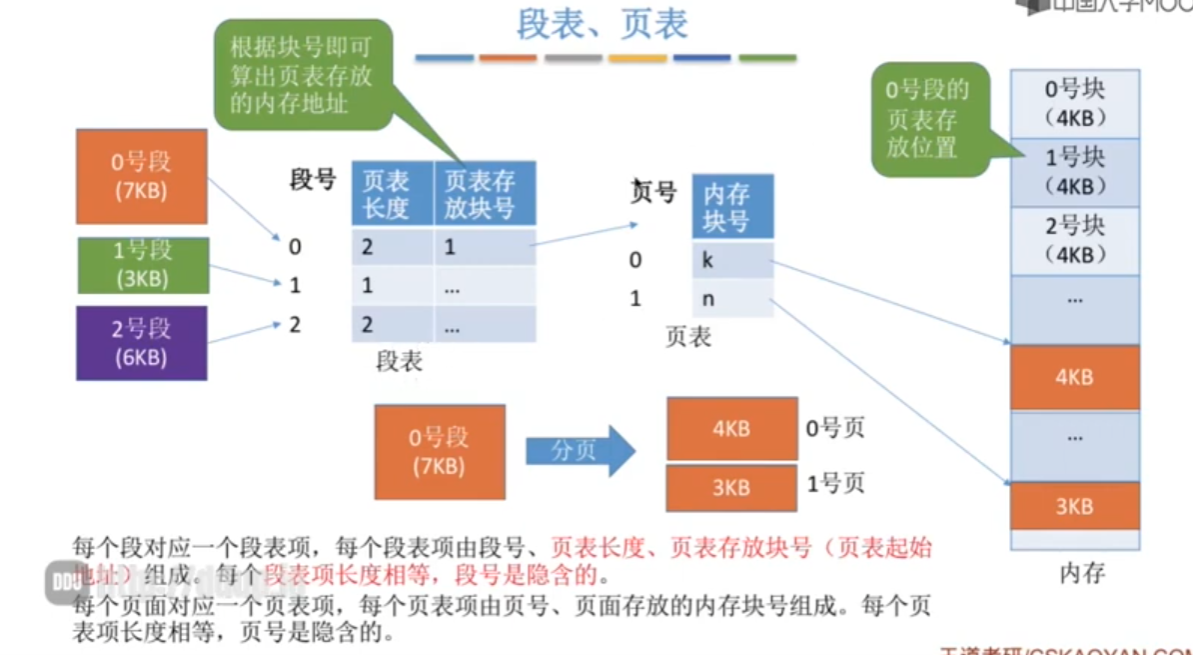 中国大学MOO
段表、页表
根据块号即可
算出页表存放
的内存地址
0号段的
页表存
放位置
0号段
(7KB)
1号段
(3KB)
2号段
(6KB)
段号
页表
长度
页表存
放块号
0 2 1
1 1 ...
2 2 ...
段表
页号
内存
块号
0 k
1 n
页表
0号块
（4KB）
1号块
（4KB）
2号块
（4KB）
...
4KB
...
3KB
内存
0号段
(7KB)
分页
4KB
0号页
3KB
1号页
每个段对应一个段表项，每个段表项由段号、页表长度、页表存放块号（页表起始
地址）组成。每个段表项长度相等，段号是隐含的。
每个页面对应一个页表项，每个页表项由页号、页面存放的内存块号组成。每个页
表项长度相等，页号是隐含的。
王道考研/CSKAOYAN.COM